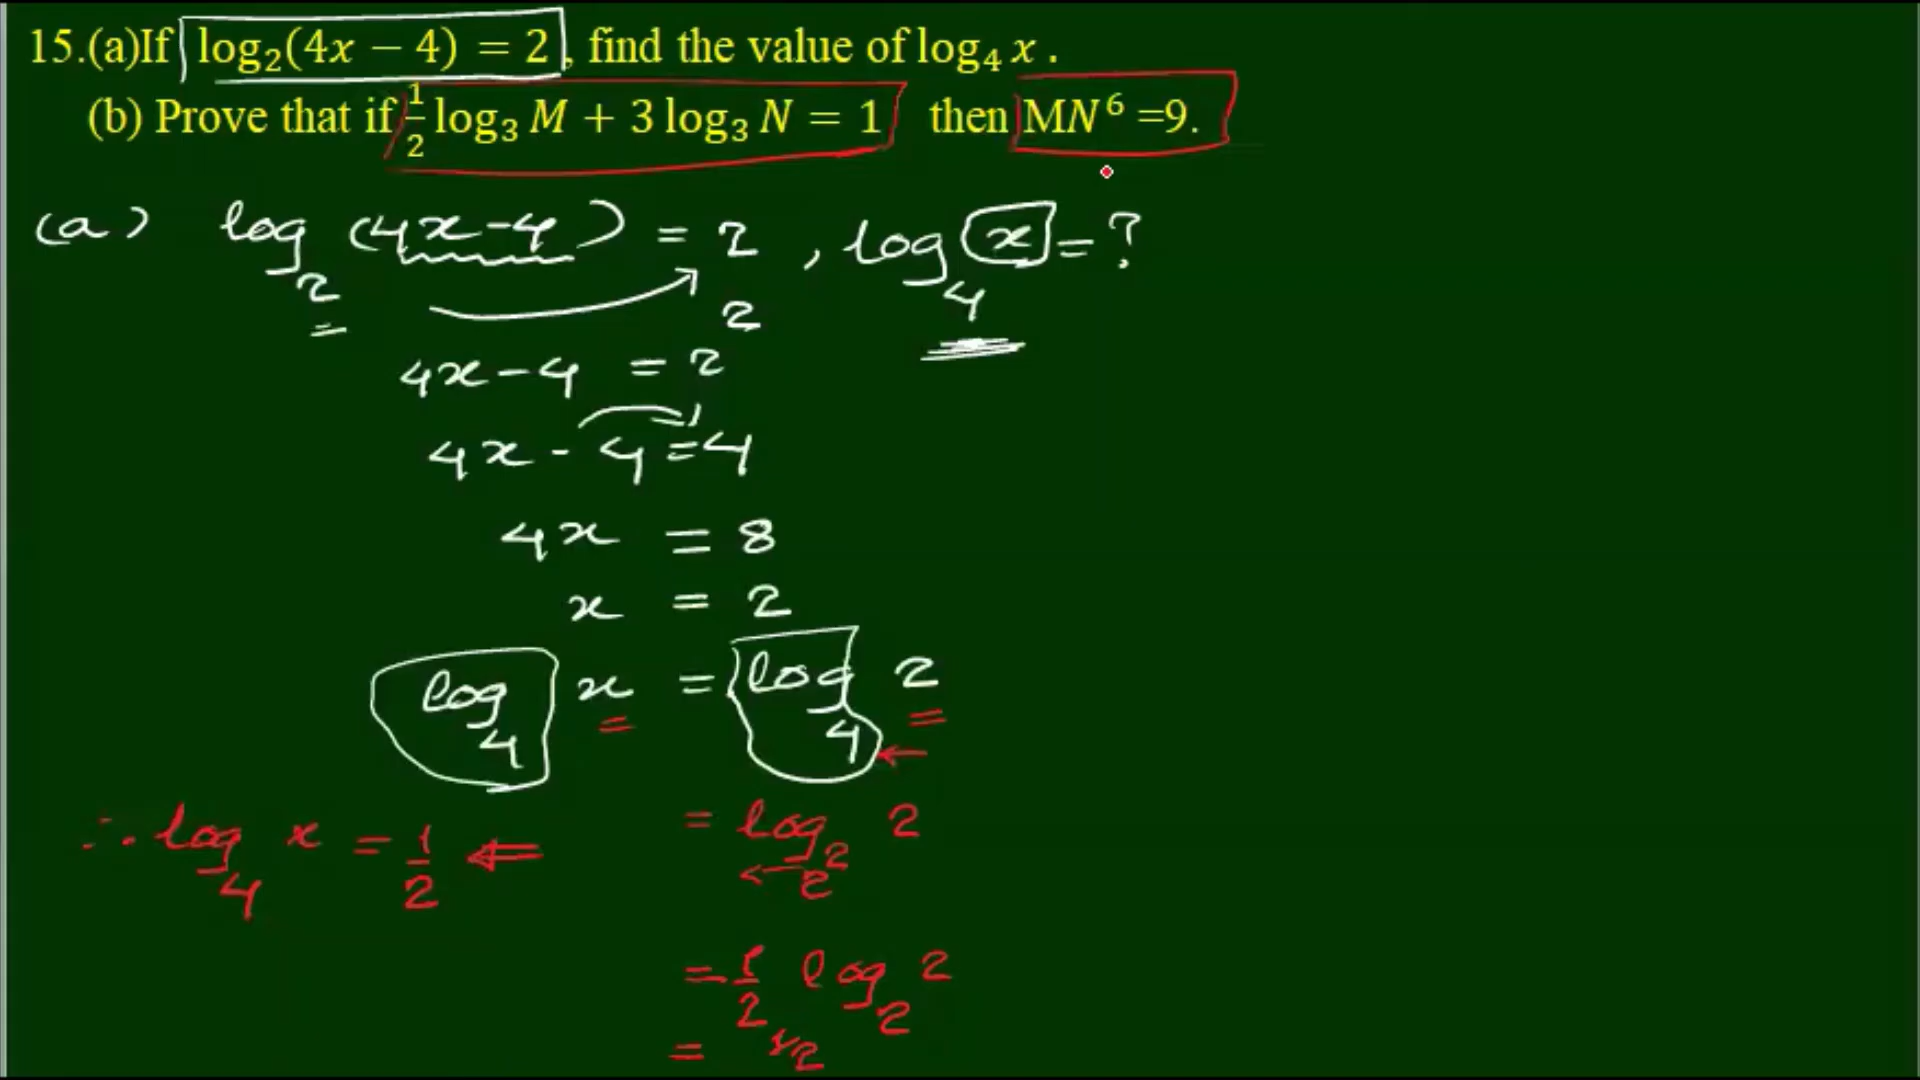 15.(a)If log₂(4x − 4) = 2, find the value of log₄ x .
(b) Prove that if ½ log₃ M + 3 log₃ N = 1 then MN⁶ =9.
(a) log₂ (4x-4) = 2 , log₄ x = ?
4x-4 = 2²
4x - 4 = 4
4x = 8
x = 2
log₄ x = log₄ 2
∴ log₄ x = 1/2 ⇐ = log_2² 2
= 1/2 log₂ 2
= 1/2